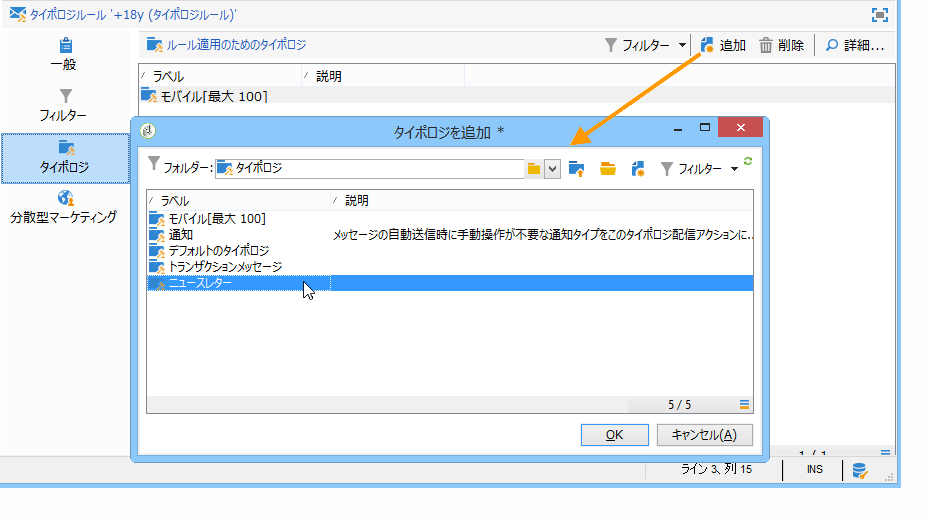 タイポロジルール '+18y (タイポロジルール)'
一般
フィルター
タイポロジ
分散型マーケティング
ルール適用のためのタイポロジ
フィルター
追加
削除
詳細...
ラベル
説明
モバイル[最大 100]
タイポロジを追加 *
フォルダー:
タイポロジ
フィルター
ラベル
説明
モバイル[最大 100]
通知
メッセージの自動送信時に手動操作が不要な通知タイプをこのタイポロジ配信アクションに...
デフォルトのタイポロジ
トランザクションメッセージ
ニュースレター
5 / 5
OK
キャンセル(A)
1 / 1
ライン 3、列 15
INS